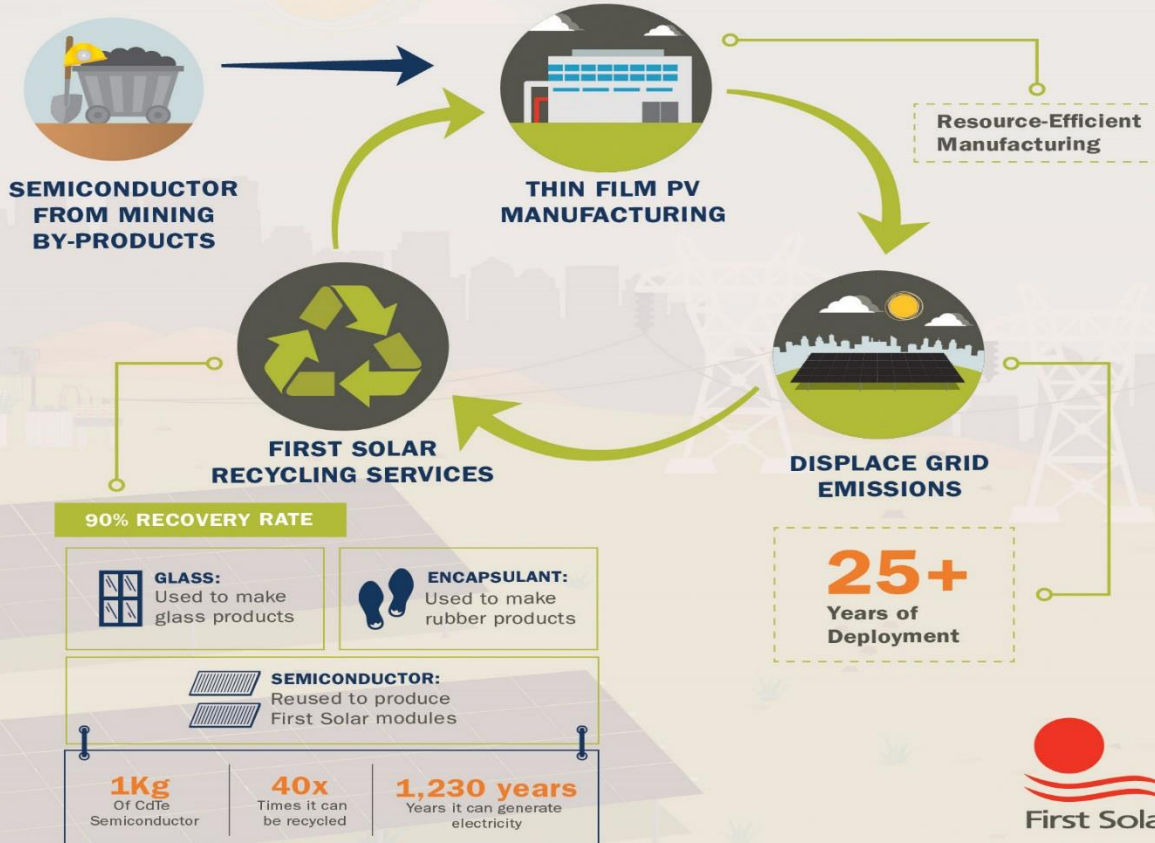 SEMICONDUCTOR
FROM MINING
BY-PRODUCTS
THIN FILM PV
MANUFACTURING
Resource-Efficient
Manufacturing
FIRST SOLAR
RECYCLING SERVICES
DISPLACE GRID
EMISSIONS
90% RECOVERY RATE
GLASS:
Used to make
glass products
ENCAPSULANT:
Used to make
rubber products
25+
Years of
Deployment
SEMICONDUCTOR:
Reused to produce
First Solar modules
1Kg
Of CdTe
Semiconductor
40x
Times it can
be recycled
1,230 years
Years it can generate
electricity
First Sola